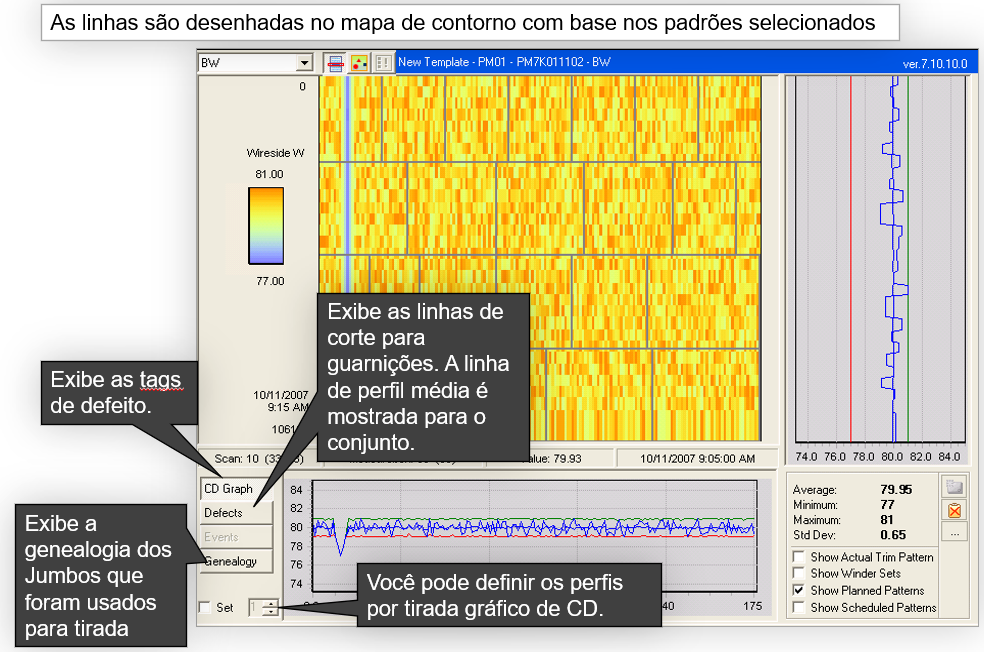 As linhas são desenhadas no mapa de contorno com base nos padrões selecionados
BW
New Template - PM01 - PM7K011102 - BW
ver.7.10.10.0
0
Wireside W
81.00
77.00
Exibe as linhas de
corte para
guarnições. A linha
de perfil média é
mostrada para o
conjunto.
Exibe as tags
de defeito.
10/11/2007
9:15 AM
Scan: 10
alue: 79.93
10/11/2007 9:05:00 AM
74.0 76.0 78.0 80.0 82.0 84.0
CD Graph
Defects
Events
Genealogy
Set
1
84
82
80
78
76
74
40
175
Exibe a
genealogia dos
Jumbos que
foram usados
para tirada
Você pode definir os perfis
por tirada gráfico de CD.
Average: 79.95
Minimum: 77
Maximum: 81
Std Dev: 0.65
...
Show Actual Trim Pattern
Show Winder Sets
Show Planned Patterns
Show Scheduled Patterns